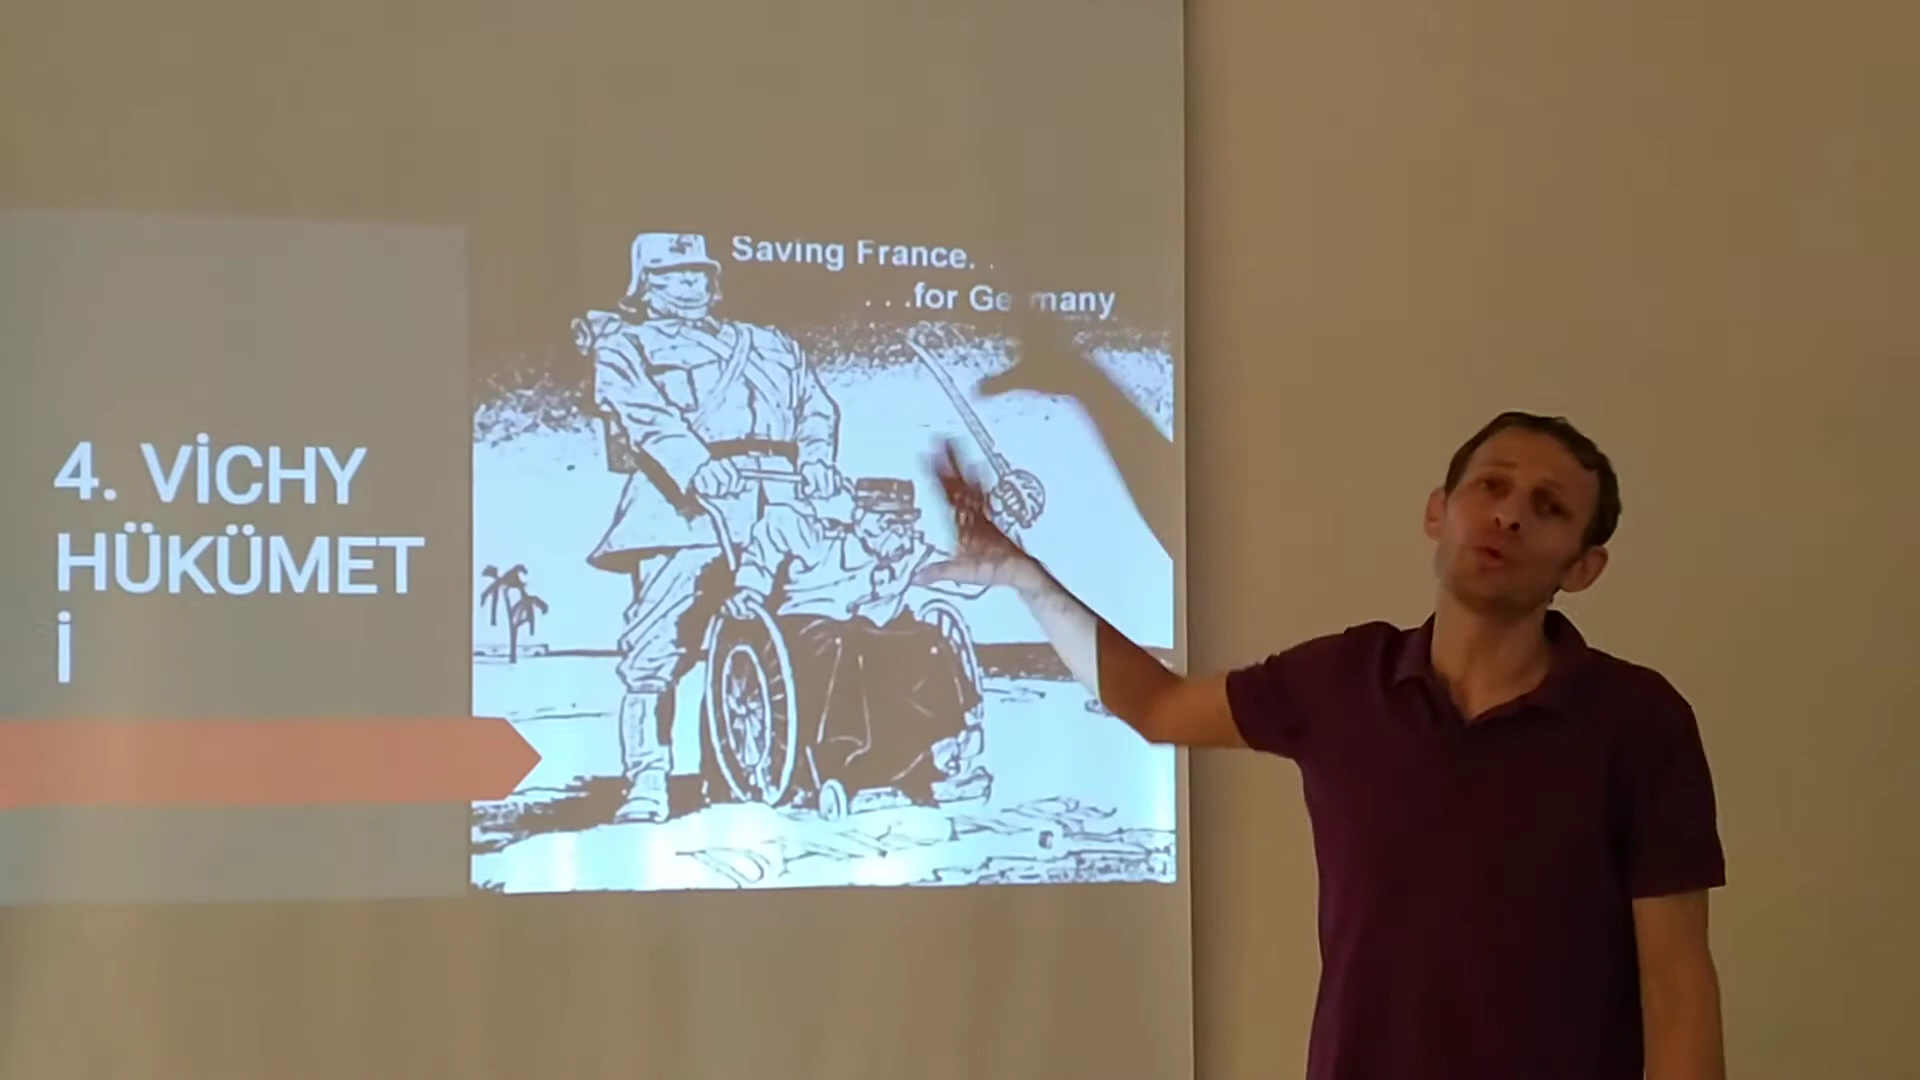 4. VİCHY
HÜKÜMET
İ
Saving France. .
. . .for Ge many